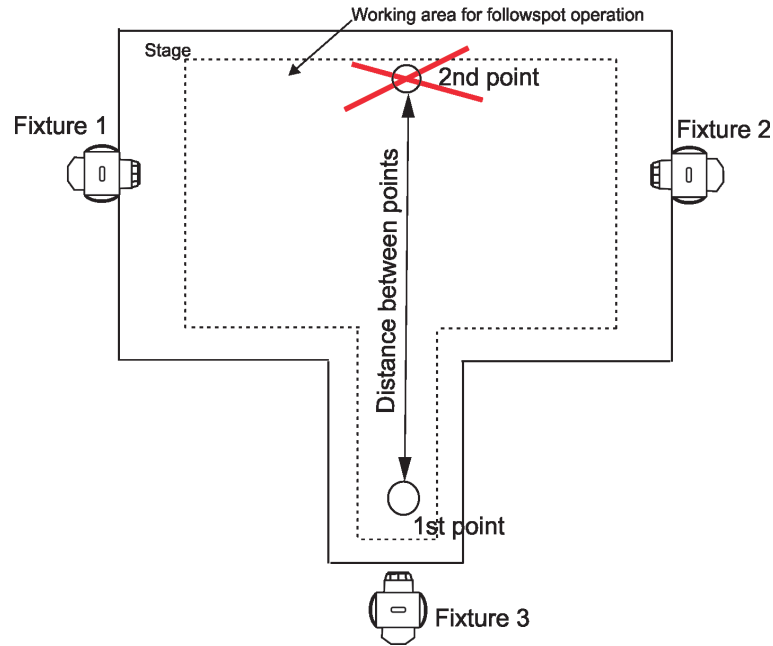 Working area for followspot operation
Stage
2nd point
Fixture 1
Fixture 2
Distance between points
1st point
Fixture 3